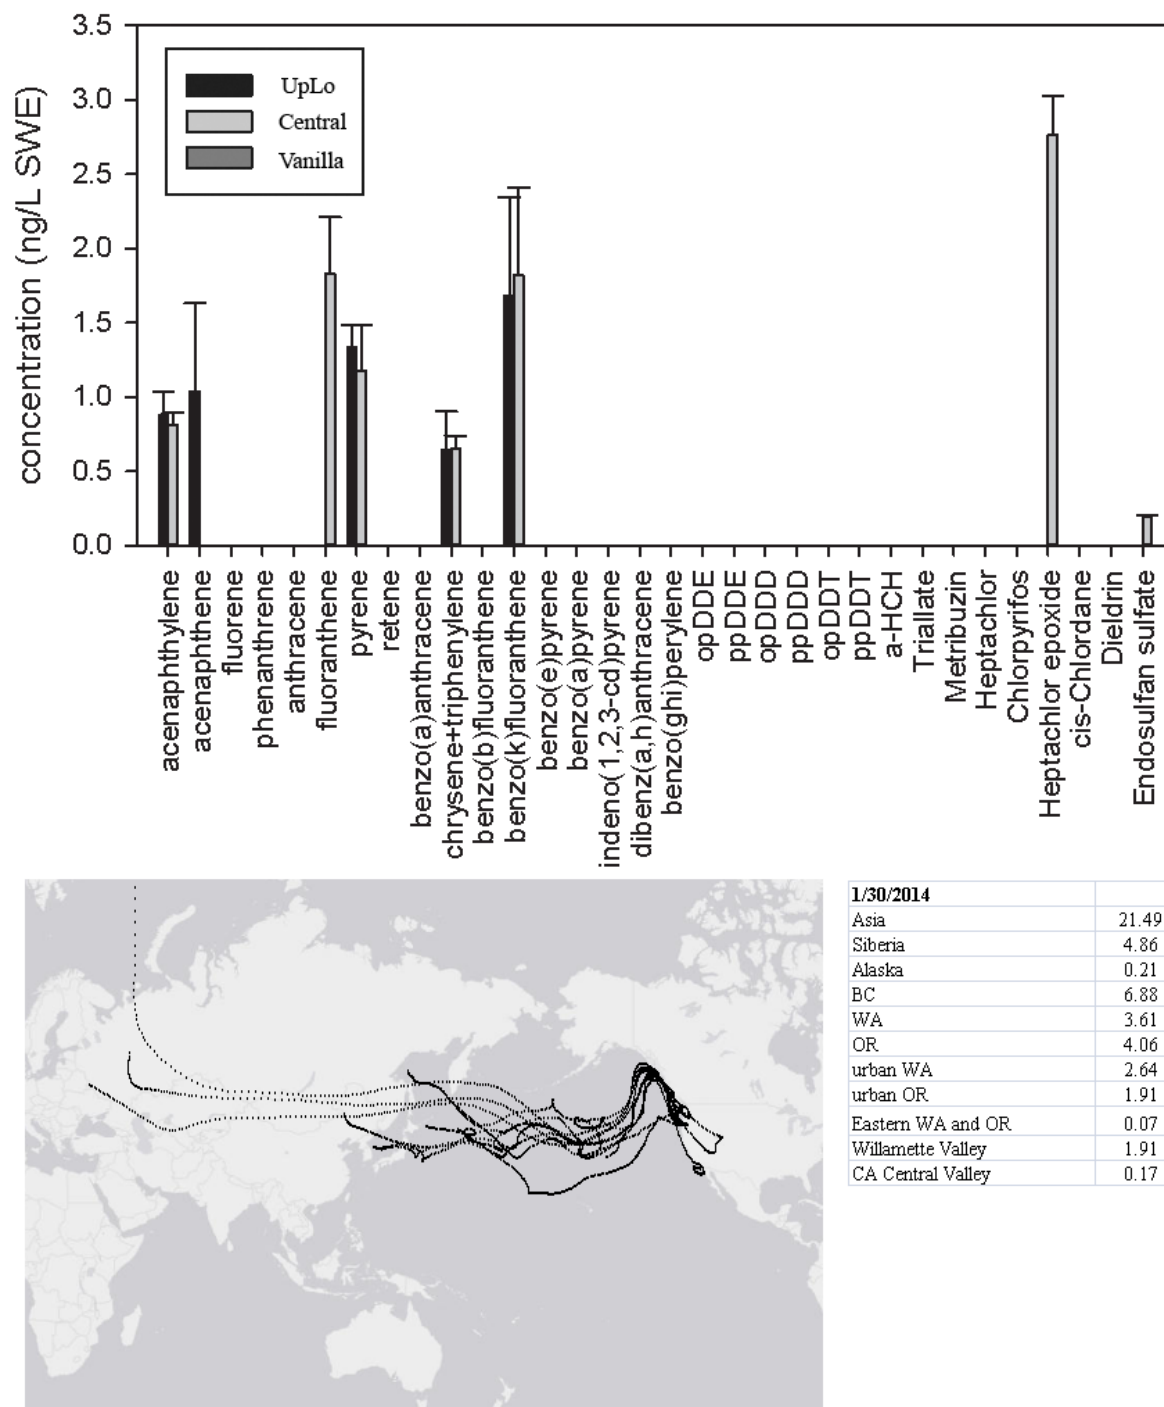 3.5
3.0
2.5
2.0
1.5
1.0
0.5
0.0
concentration (ng/L SWE)
UpLo
Central
Vanilla
acenaphthylene
acenaphthene
fluorene
phenanthrene
anthracene
fluoranthene
pyrene
retene
benzo(a)anthracene
chrysene+triphenylene
benzo(b)fluoranthene
benzo(k)fluoranthene
benzo(e)pyrene
benzo(a)pyrene
indeno(1,2,3-cd)pyrene
dibenz(a,h)anthracene
benzo(ghi)perylene
opDDE
ppDDE
opDDD
ppDDD
opDDT
ppDDT
a-HCH
Triallate
Metribuzin
Heptachlor
Chlorpyrifos
Heptachlor epoxide
cis-Chlordane
Dieldrin
Endosulfan sulfate
1/30/2014
Asia 21.49
Siberia 4.86
Alaska 0.21
BC 6.88
WA 3.61
OR 4.06
urban WA 2.64
urban OR 1.91
Eastern WA and OR 0.07
Willamette Valley 1.91
CA Central Valley 0.17